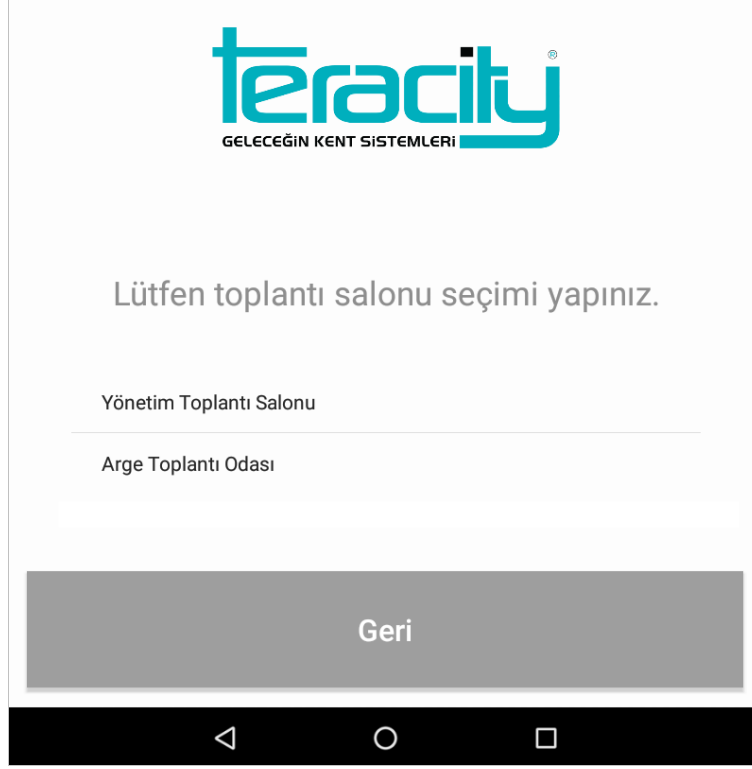 teracity®
GELECEĞİN KENT SİSTEMLERİ
Lütfen toplantı salonu seçimi yapınız.
Yönetim Toplantı Salonu
Arge Toplantı Odası
Geri